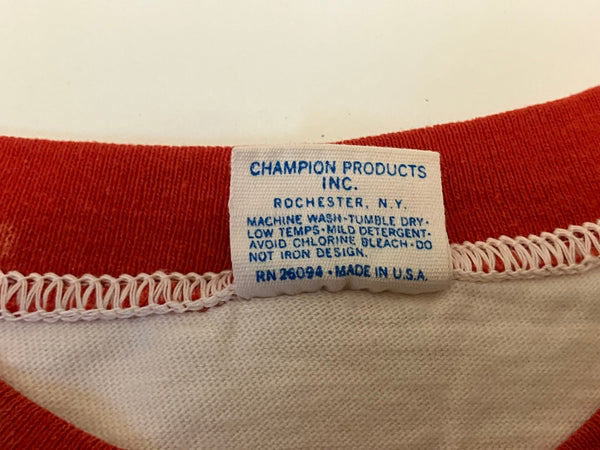 CHAMPION PRODUCTS
INC.
ROCHESTER, N.Y.
MACHINE WASH·TUMBLE DRY·
LOW TEMPS·MILD DETERGENT·
AVOID CHLORINE BLEACH·DO
NOT IRON DESIGN.
RN 26094 · MADE IN U.S.A.